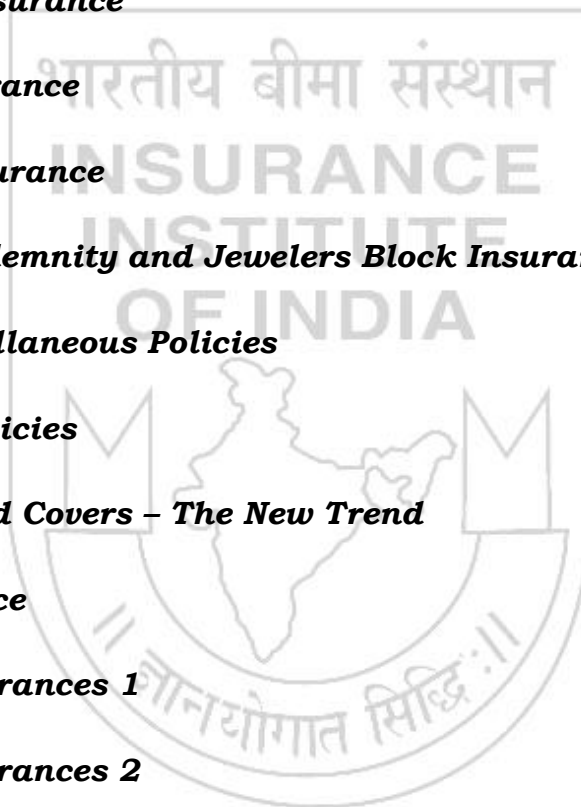 surance
भारतीय बीमा संस्थान
rance
INSURANCE
urance
INSTITUTE
lemnity and Jewelers Block Insura
OF INDIA
llaneous Policies
icies
d Covers – The New Trend
ce
rances 1
।। ज्ञानयोगात सिद्धि :।।
rances 2